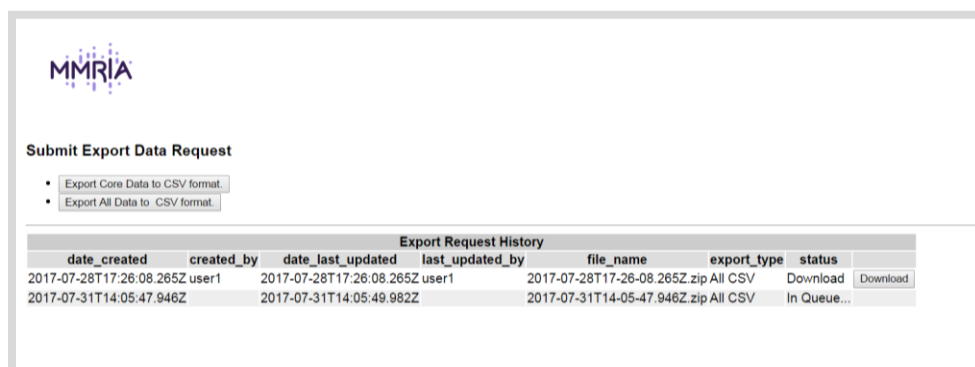 MMRIA
Submit Export Data Request
Export Core Data to CSV format.
Export All Data to CSV format.
Export Request History
date_created created_by date_last_updated last_updated_by file_name export_type status
2017-07-28T17:26:08.265Z user1 2017-07-28T17:26:08.265Z user1 2017-07-28T17-26-08.265Z.zip All CSV Download Download
2017-07-31T14:05:47.946Z 2017-07-31T14:05:49.982Z 2017-07-31T14-05-47.946Z.zip All CSV In Queue...